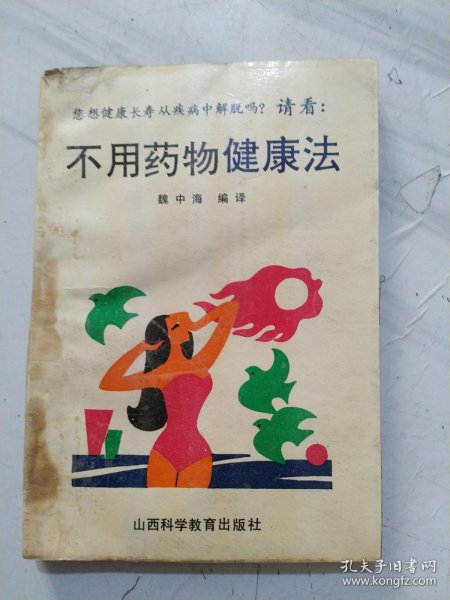 您想健康长寿从疾病中解脱吗？请看：
不用药物健康法
魏中海 编译
山西科学教育出版社
孔夫子旧书网
www.kongfz.com